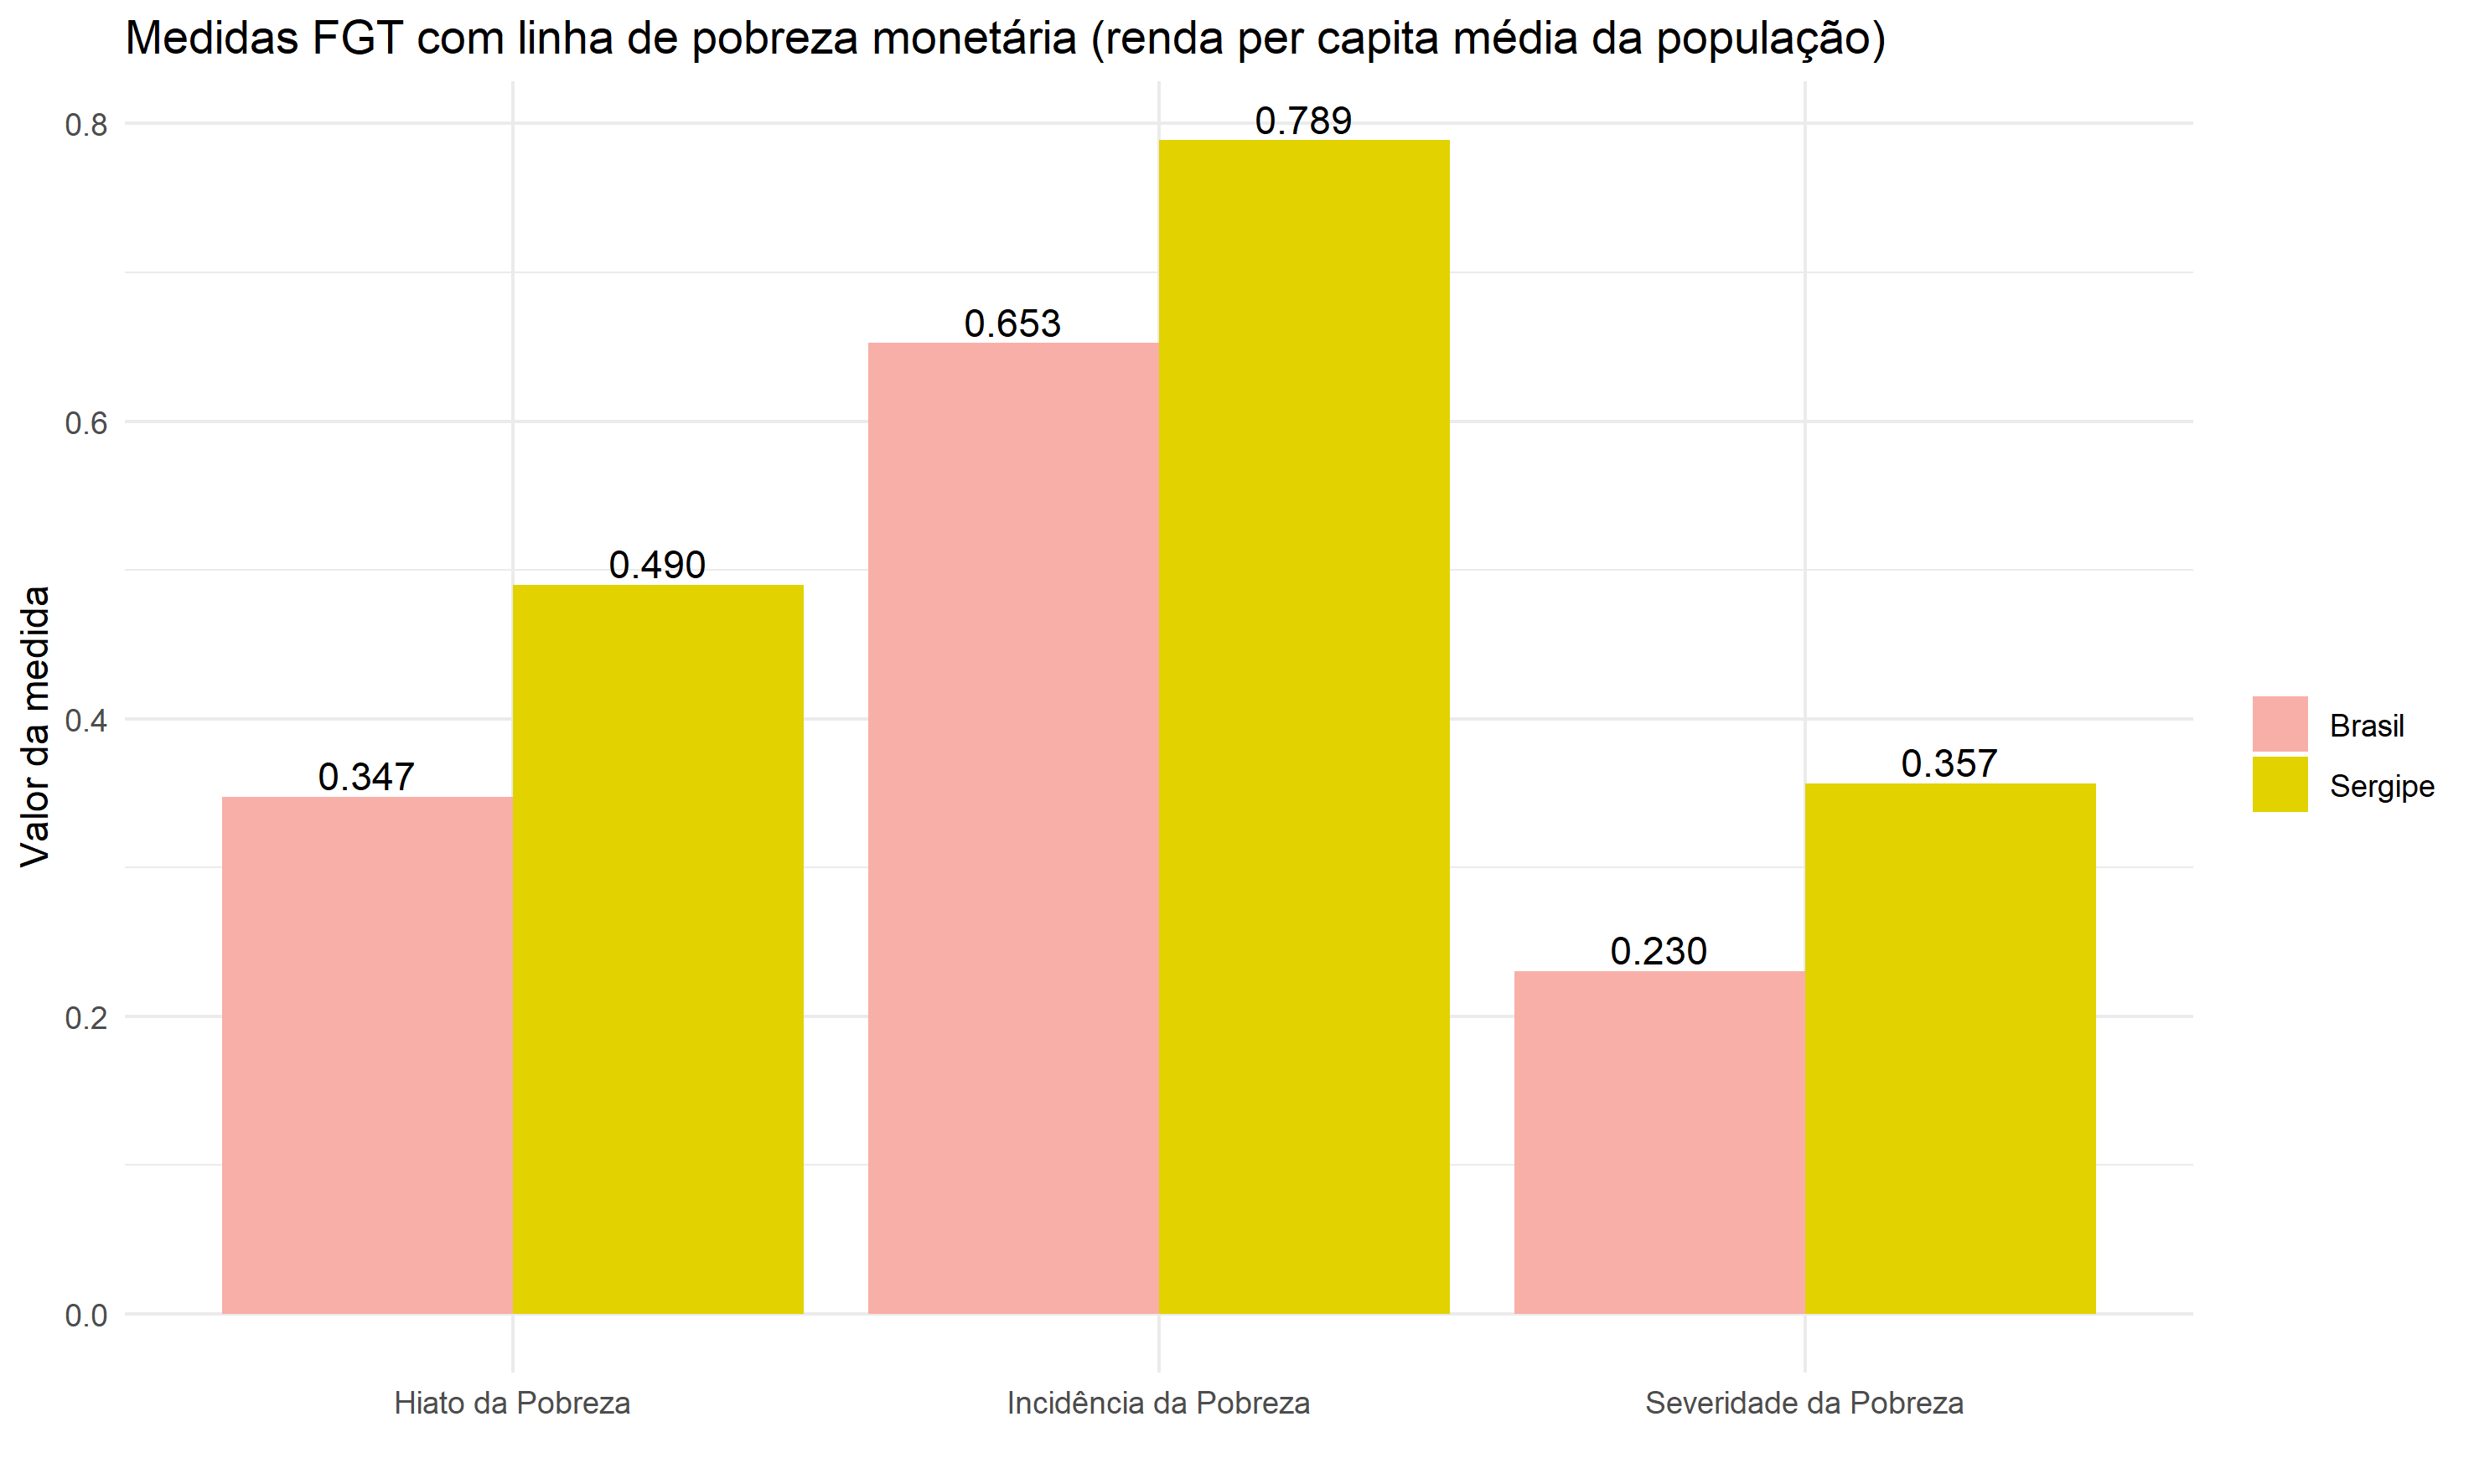 Medidas FGT com linha de pobreza monetária (renda per capita média da população)
Valor da medida
0.8
0.6
0.4
0.2
0.0
0.347
0.490
0.653
0.789
0.230
0.357
Hiato da Pobreza
Incidência da Pobreza
Severidade da Pobreza
Brasil
Sergipe